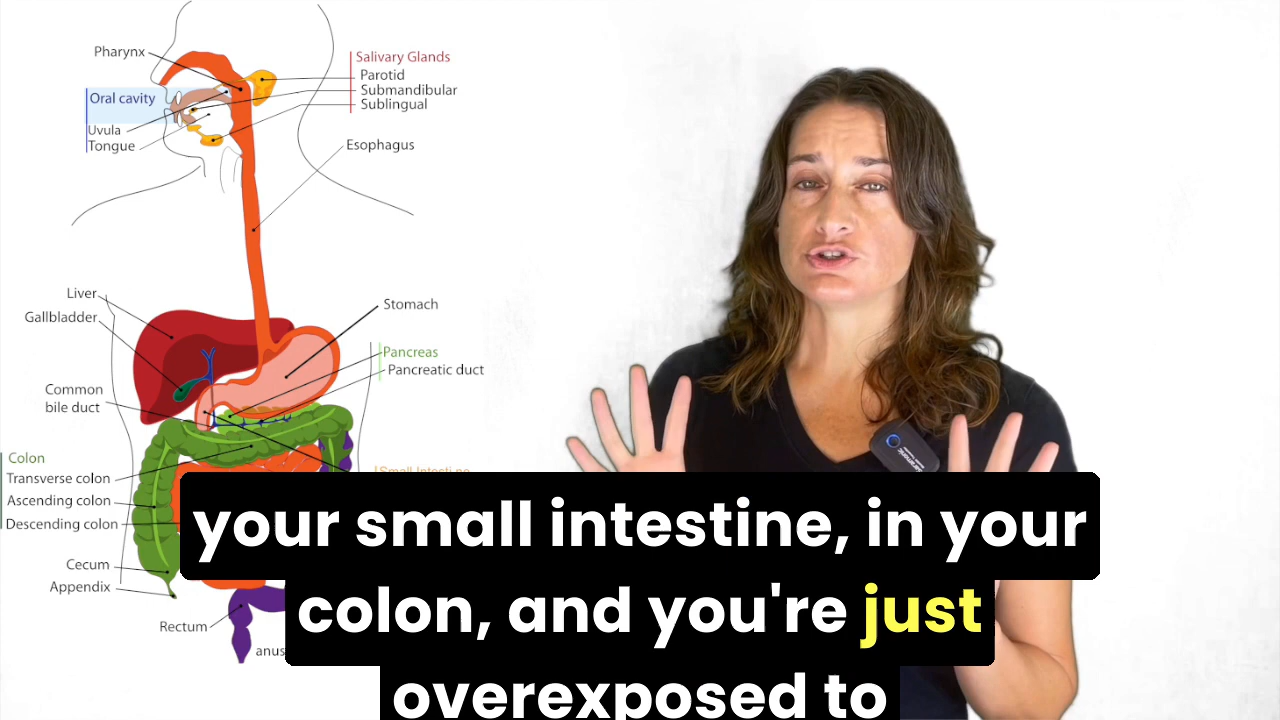 Pharynx
Salivary Glands
Parotid
Submandibular
Sublingual
Oral cavity
Uvula
Tongue
Esophagus
Liver
Gallbladder
Stomach
Pancreas
Pancreatic duct
Common
bile duct
Colon
Transverse colon
Ascending colon
Descending colon
Cecum
Appendix
Rectum
anus
your small intestine, in your
colon, and you're just
overexposed to